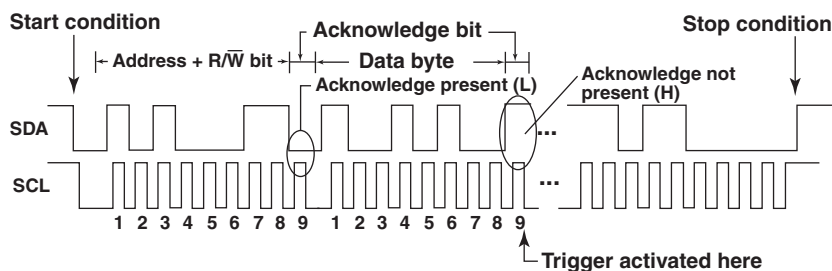 Start condition
Acknowledge bit
Stop condition
Address + R/W̅ bit
Data byte
Acknowledge present (L)
Acknowledge not
present (H)
SDA
...
SCL
...
1 2 3 4 5 6 7 8 9 1 2 3 4 5 6 7 8 9
Trigger activated here